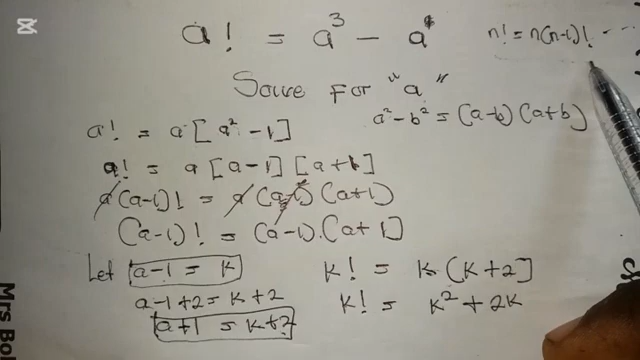 a! = a³ - a
n! = n(n-1)! - - -
Solve For "a"
a² - b² = (a-b)(a+b)
a! = a[a² - 1]
a! = a[a-1][a+1]
a(a-1)! = a(a-1)(a+1)
(a-1)! = (a-1).(a+1]
Let a-1 = k
k! = k(k+2]
a-1+2 = k+2
k! = k² + 2k
a+1 = k+2
Mrs Bol